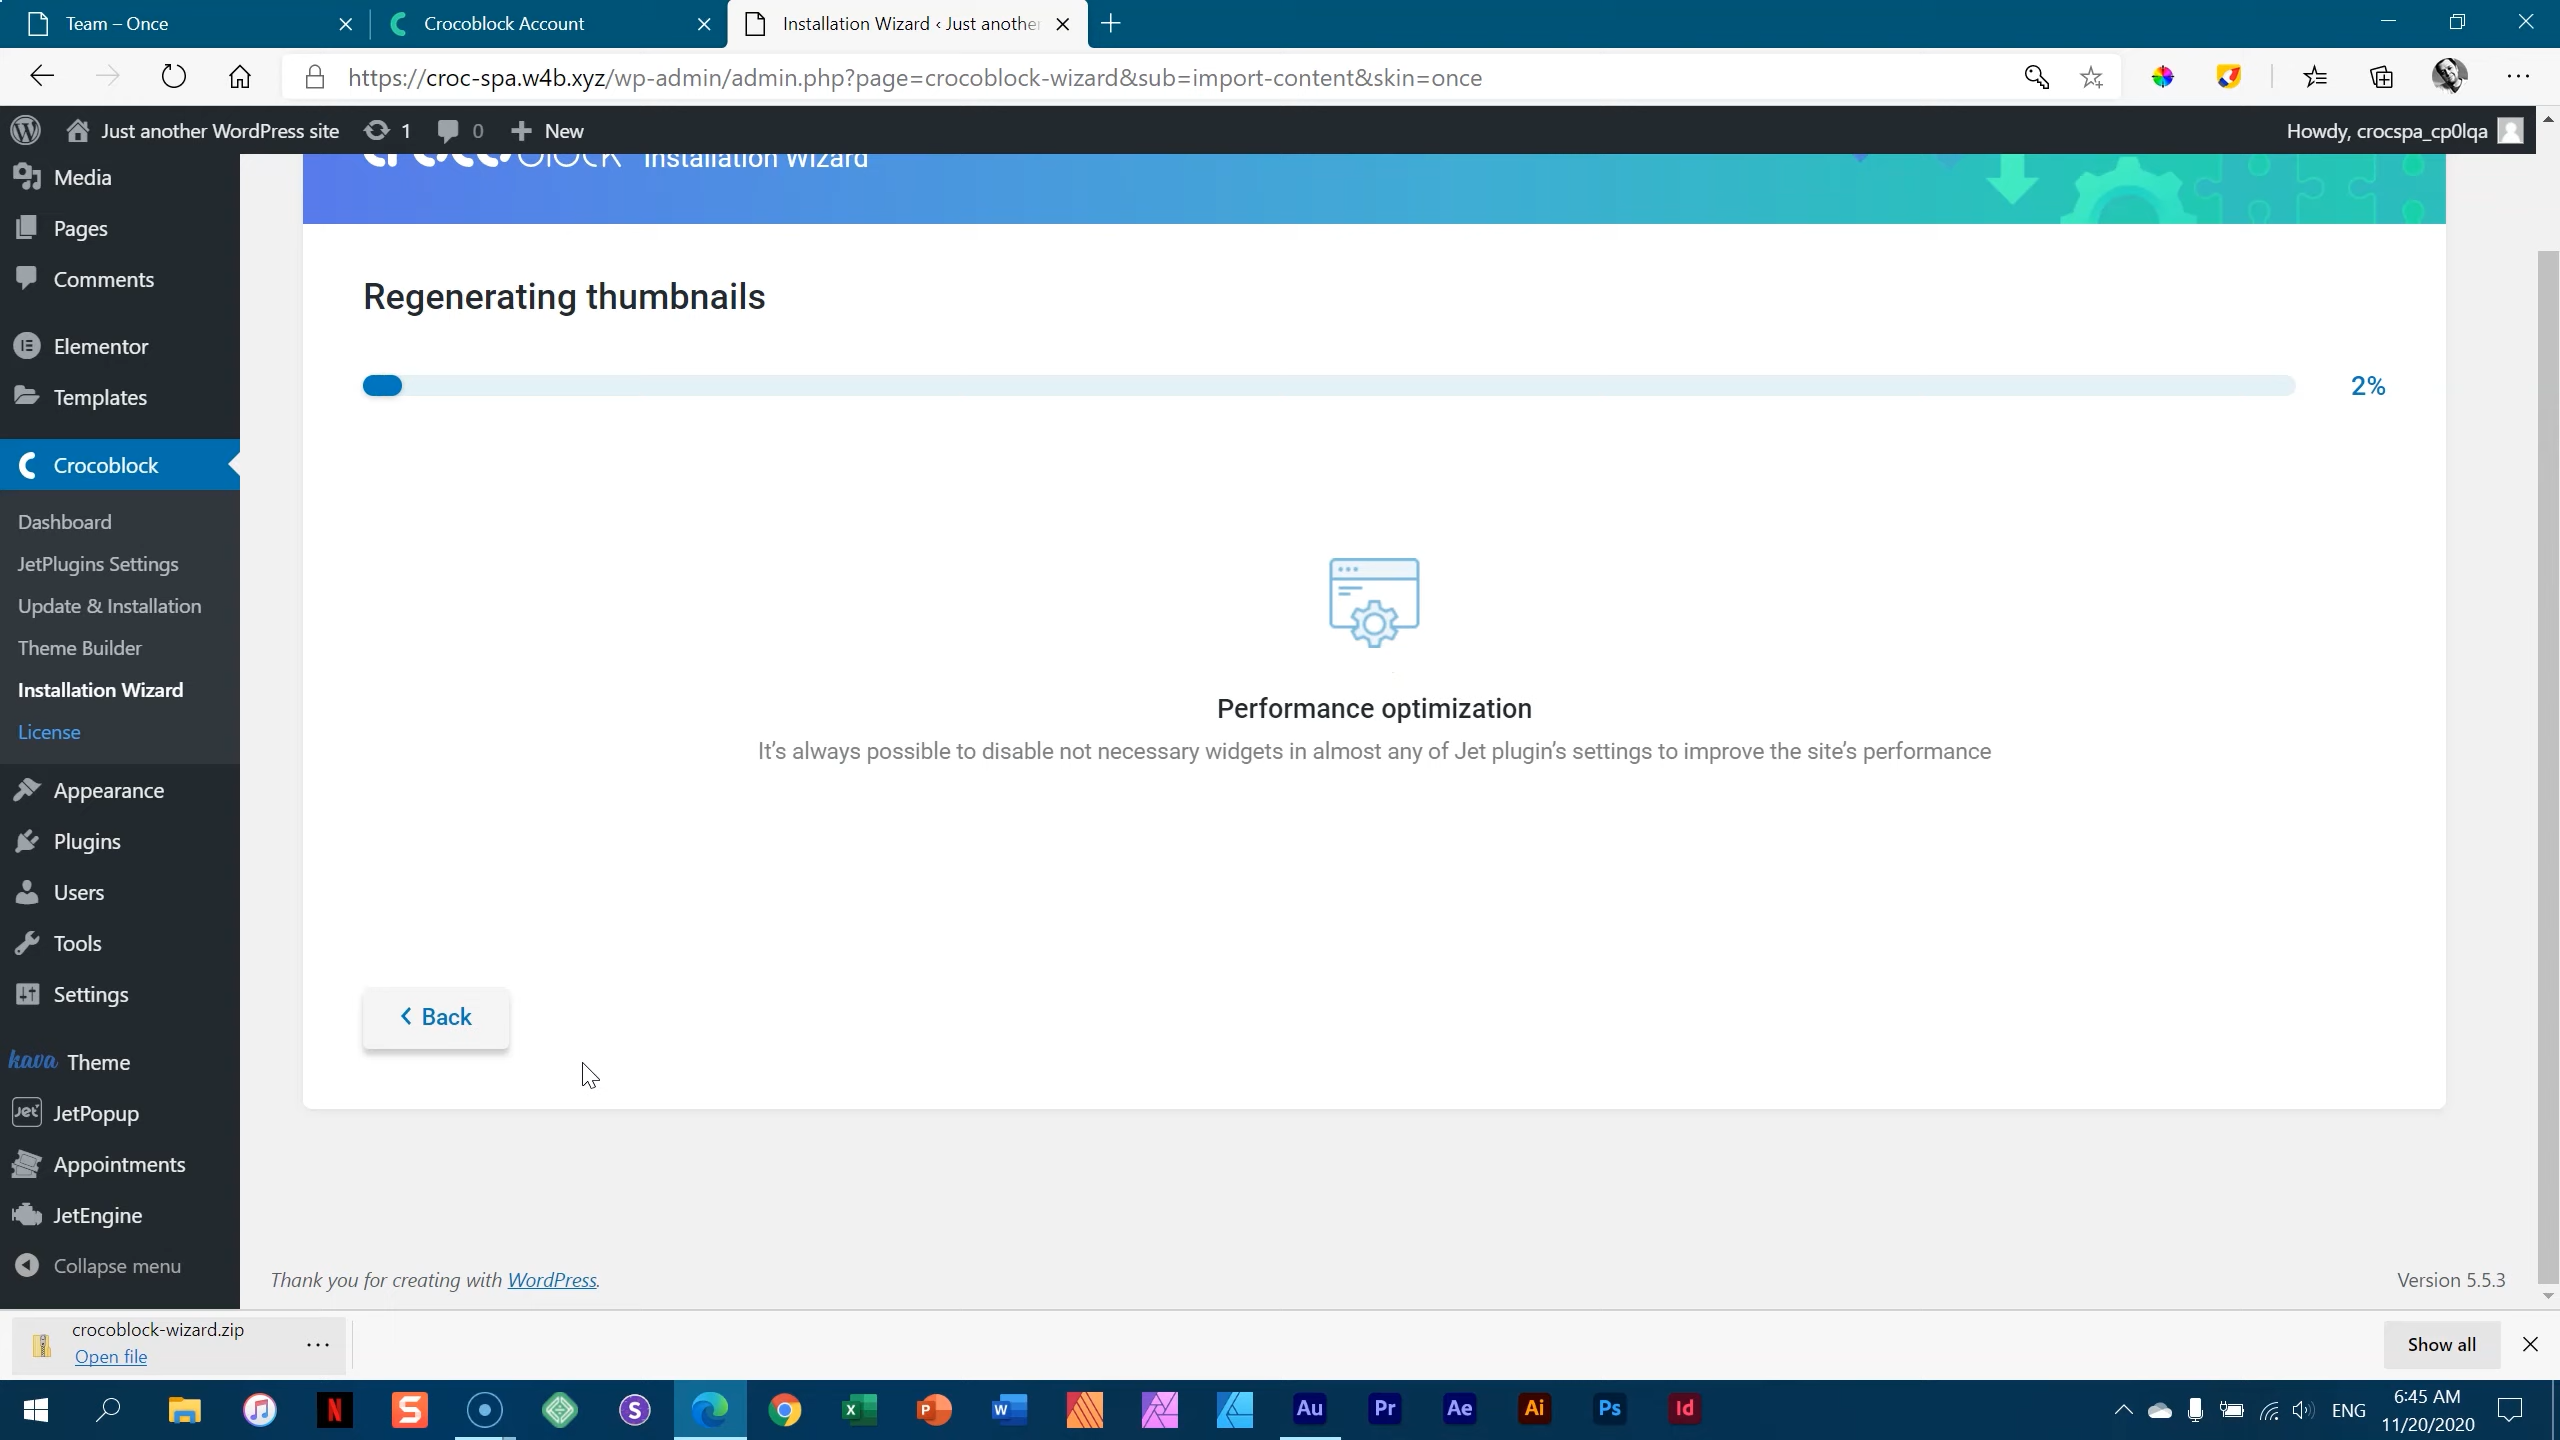 Team – Once
Crocoblock Account
Installation Wizard ‹ Just another
https://croc-spa.w4b.xyz/wp-admin/admin.php?page=crocoblock-wizard&sub=import-content&skin=once
Just another WordPress site
1
0
New
Howdy, crocspa_cp0lqa
Media
Pages
Comments
Elementor
Templates
Crocoblock
Dashboard
JetPlugins Settings
Update & Installation
Theme Builder
Installation Wizard
License
Appearance
Plugins
Users
Tools
Settings
kava Theme
Jet JetPopup
Appointments
JetEngine
Collapse menu
crocoblock Installation Wizard
Regenerating thumbnails
2%
Performance optimization
It's always possible to disable not necessary widgets in almost any of Jet plugin's settings to improve the site's performance
Back
Thank you for creating with WordPress.
Version 5.5.3
crocoblock-wizard.zip
Open file
Show all
N
S
S
X
P
W
Au
Pr
Ae
Ai
Ps
Id
ENG
6:45 AM
11/20/2020